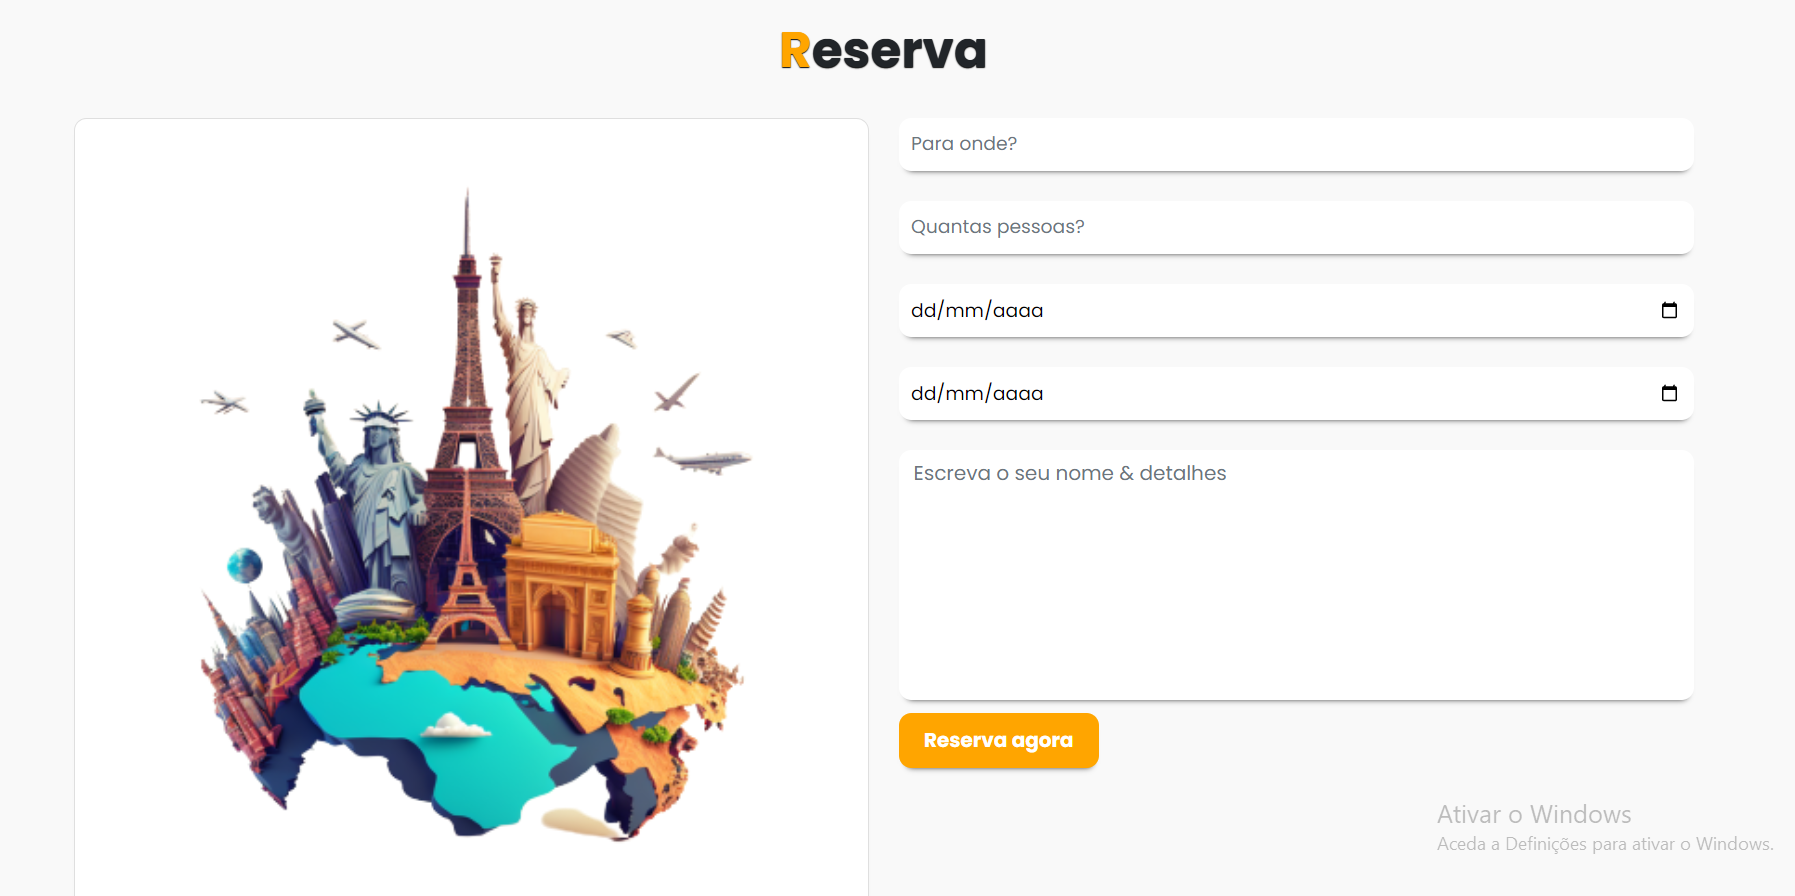 Reserva
Para onde?
Quantas pessoas?
dd/mm/aaaa
dd/mm/aaaa
Escreva o seu nome & detalhes
Reserva agora
Ativar o Windows
Aceda a Definições para ativar o Windows.